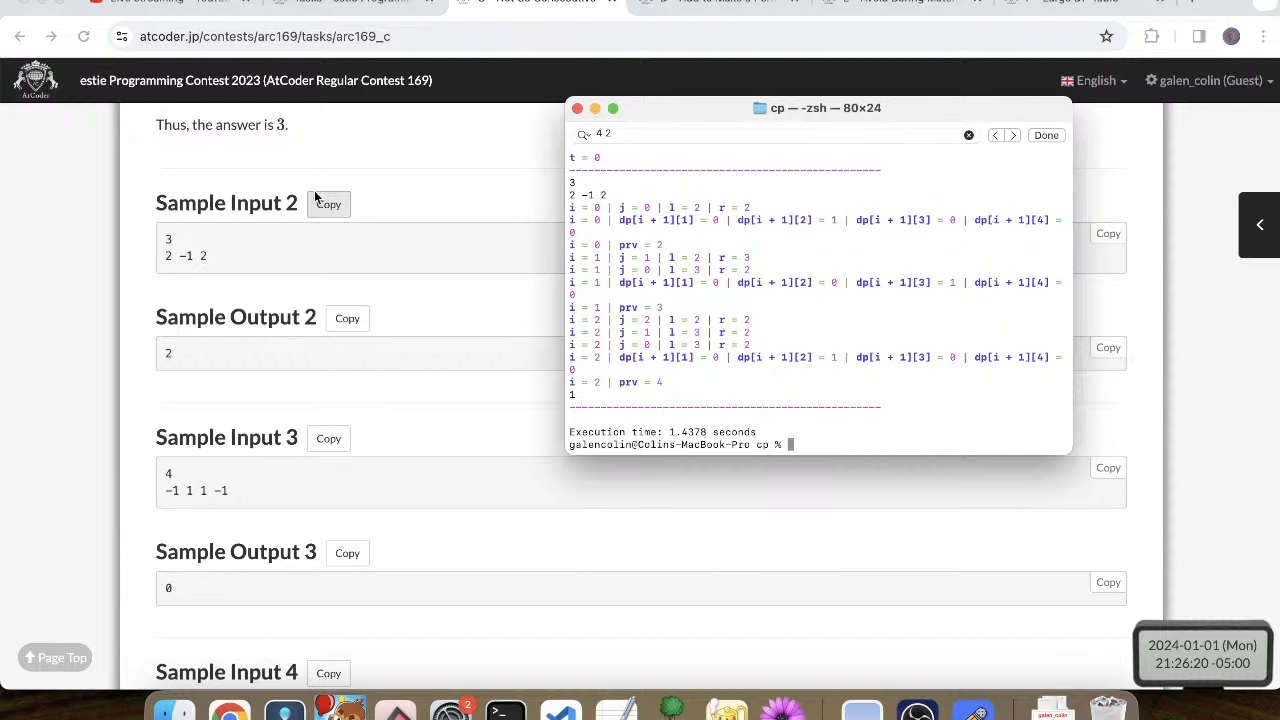 atcoder.jp/contests/arc169/tasks/arc169_c
estie Programming Contest 2023 (AtCoder Regular Contest 169)
English
galen_colin (Guest)
Thus, the answer is 3.
Sample Input 2
Copy
3
2 -1 2
Copy
Sample Output 2
Copy
2
Copy
Sample Input 3
Copy
4
-1 1 1 -1
Copy
Sample Output 3
Copy
0
Copy
Sample Input 4
Copy
Page Top
cp — -zsh — 80×24
4 2
Done
t = 0
-------------------------------------------------
3
2 -1 2
i = 0 | j = 0 | l = 2 | r = 2
i = 0 | dp[i + 1][1] = 0 | dp[i + 1][2] = 1 | dp[i + 1][3] = 0 | dp[i + 1][4] =
0
i = 0 | prv = 2
i = 1 | j = 1 | l = 2 | r = 3
i = 1 | j = 0 | l = 3 | r = 2
i = 1 | dp[i + 1][1] = 0 | dp[i + 1][2] = 0 | dp[i + 1][3] = 1 | dp[i + 1][4] =
0
i = 1 | prv = 3
i = 2 | j = 2 | l = 2 | r = 2
i = 2 | j = 1 | l = 3 | r = 2
i = 2 | j = 0 | l = 3 | r = 2
i = 2 | dp[i + 1][1] = 0 | dp[i + 1][2] = 1 | dp[i + 1][3] = 0 | dp[i + 1][4] =
0
i = 2 | prv = 4
1
-------------------------------------------------
Execution time: 1.4378 seconds
galencolin@Colins-MacBook-Pro cp %
2024-01-01 (Mon)
21:26:20 -05:00
2
galen_colin